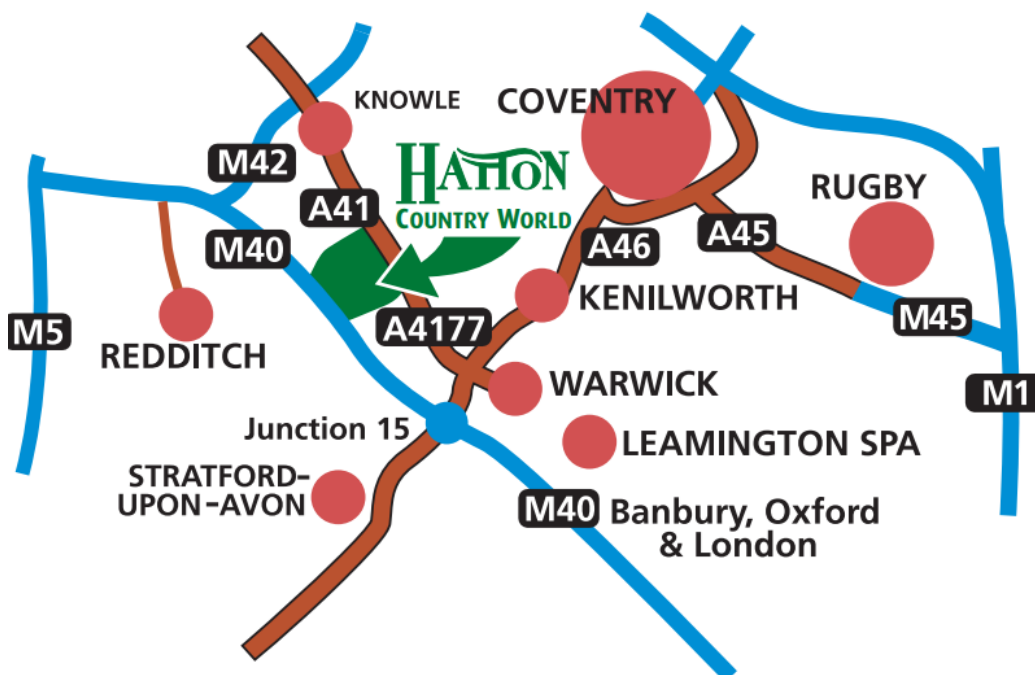 KNOWLE
COVENTRY
M42
HATTON
COUNTRY WORLD
RUGBY
A41
M40
A46
A45
KENILWORTH
M5
A4177
M45
REDDITCH
WARWICK
M1
Junction 15
LEAMINGTON SPA
STRATFORD-
UPON-AVON
M40
Banbury, Oxford
& London